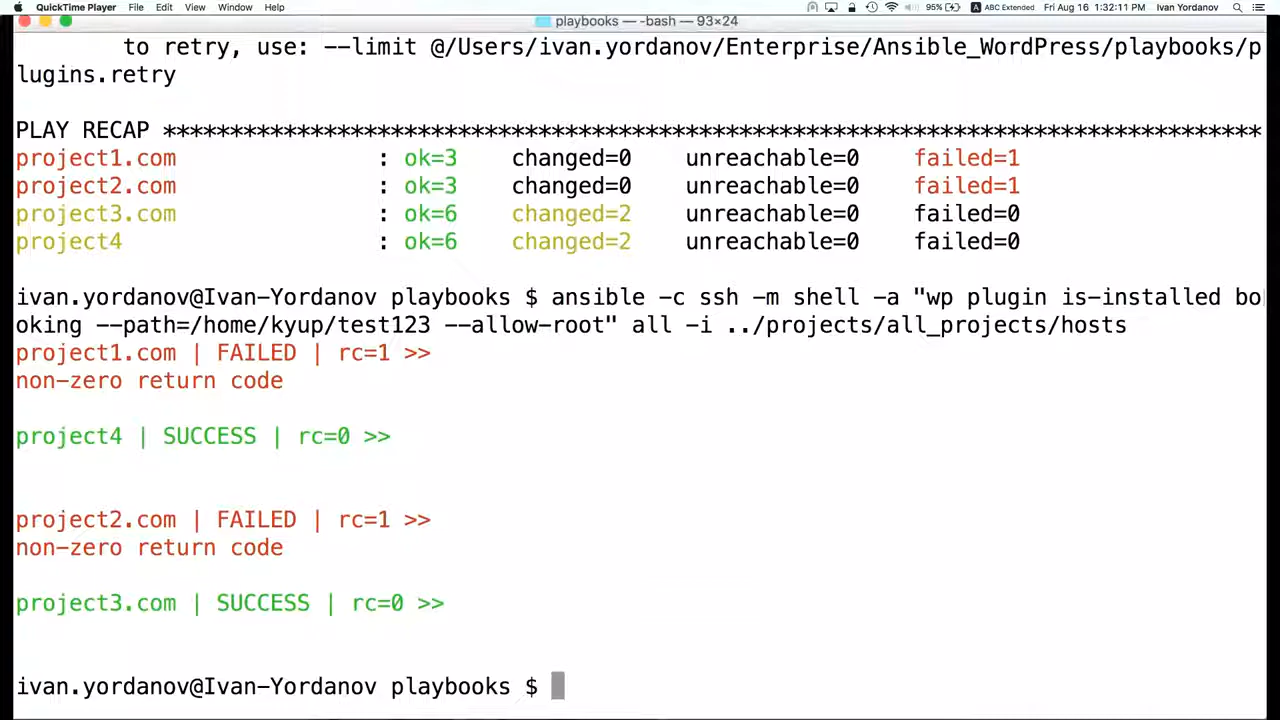 QuickTime Player File Edit View Window Help 95% ABC Extended Fri Aug 16 1:32:11 PM Ivan Yordanov
playbooks — -bash — 93×24
to retry, use: --limit @/Users/ivan.yordanov/Enterprise/Ansible_WordPress/playbooks/p
lugins.retry
PLAY RECAP **********************************************************************************
project1.com : ok=3 changed=0 unreachable=0 failed=1
project2.com : ok=3 changed=0 unreachable=0 failed=1
project3.com : ok=6 changed=2 unreachable=0 failed=0
project4 : ok=6 changed=2 unreachable=0 failed=0
ivan.yordanov@Ivan-Yordanov playbooks $ ansible -c ssh -m shell -a "wp plugin is-installed bo
oking --path=/home/kyup/test123 --allow-root" all -i ../projects/all_projects/hosts
project1.com | FAILED | rc=1 >>
non-zero return code
project4 | SUCCESS | rc=0 >>
project2.com | FAILED | rc=1 >>
non-zero return code
project3.com | SUCCESS | rc=0 >>
ivan.yordanov@Ivan-Yordanov playbooks $